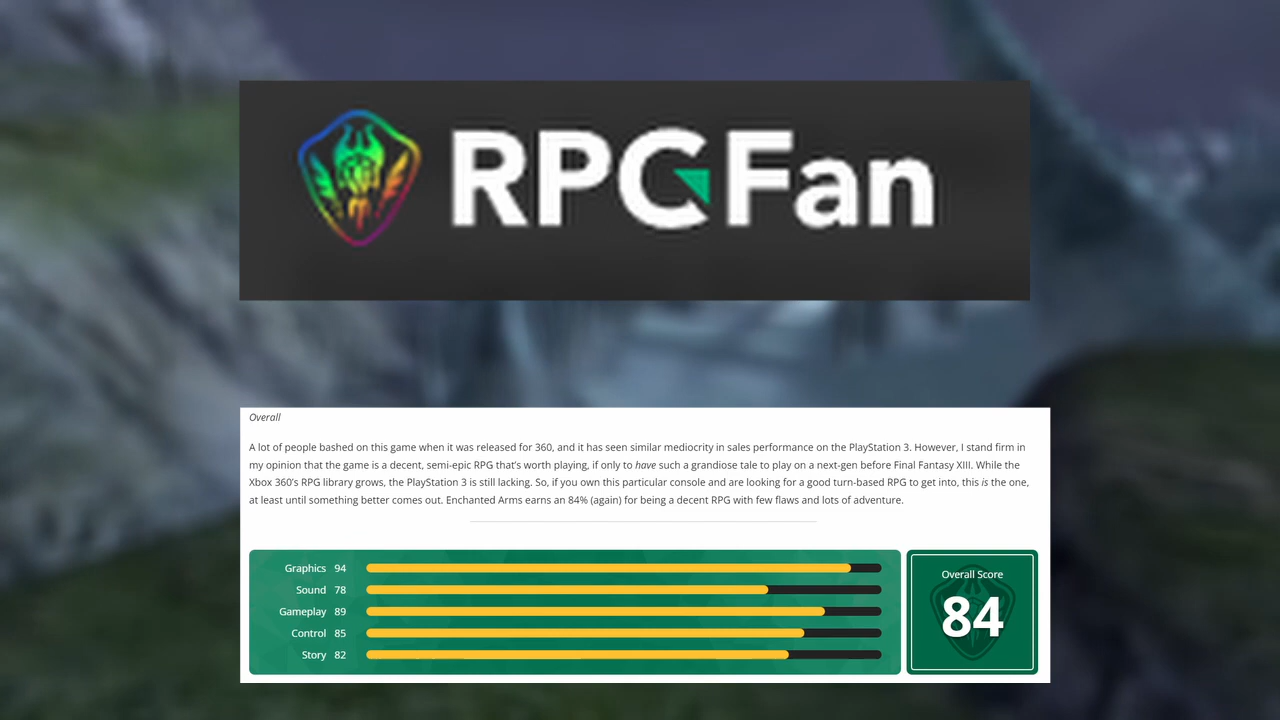 RPGFan
Overall
A lot of people bashed on this game when it was released for 360, and it has seen similar mediocrity in sales performance on the PlayStation 3. However, I stand firm in
my opinion that the game is a decent, semi-epic RPG that's worth playing, if only to have such a grandiose tale to play on a next-gen before Final Fantasy XIII. While the
Xbox 360's RPG library grows, the PlayStation 3 is still lacking. So, if you own this particular console and are looking for a good turn-based RPG to get into, this is the one,
at least until something better comes out. Enchanted Arms earns an 84% (again) for being a decent RPG with few flaws and lots of adventure.
Graphics 94
Sound 78
Gameplay 89
Control 85
Story 82
Overall Score
84